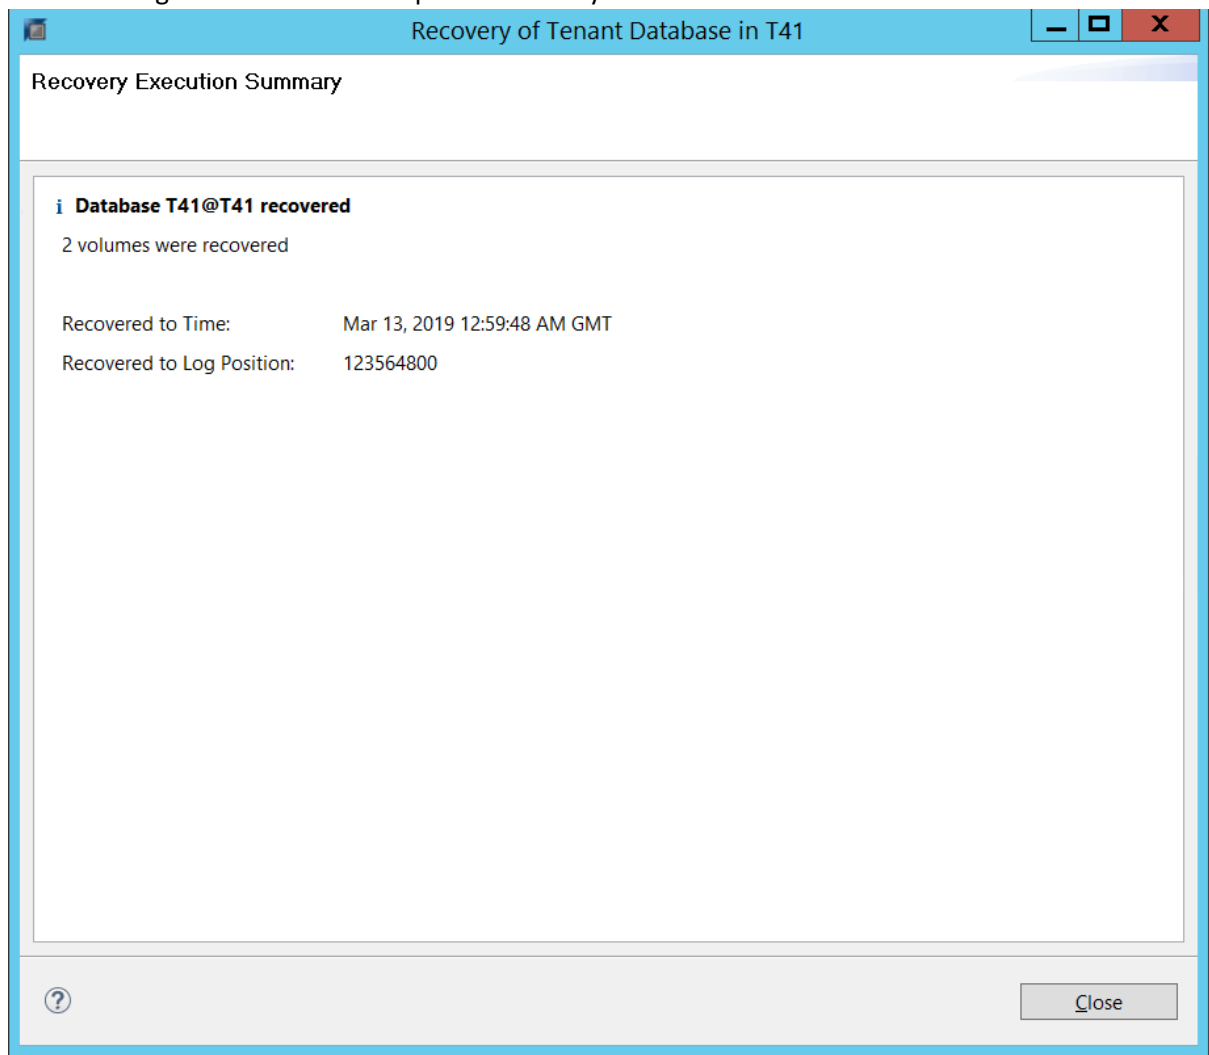 Recovery of Tenant Database in T41
Recovery Execution Summary
i Database T41@T41 recovered
2 volumes were recovered
Recovered to Time: Mar 13, 2019 12:59:48 AM GMT
Recovered to Log Position: 123564800
? Close